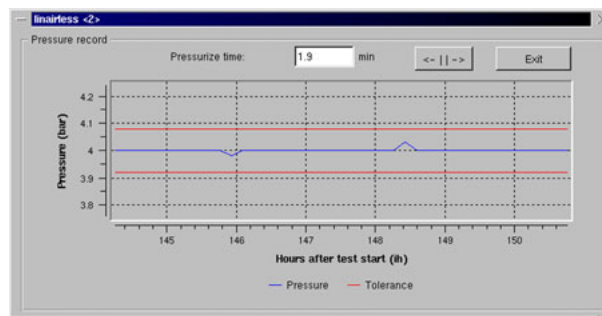 linairless <2>
Pressure record
Pressurize time: 1.9 min <- || -> Exit
4.2
4.1
4
3.9
3.8
Pressure (bar)
145 146 147 148 149 150
Hours after test start (ih)
Pressure Tolerance